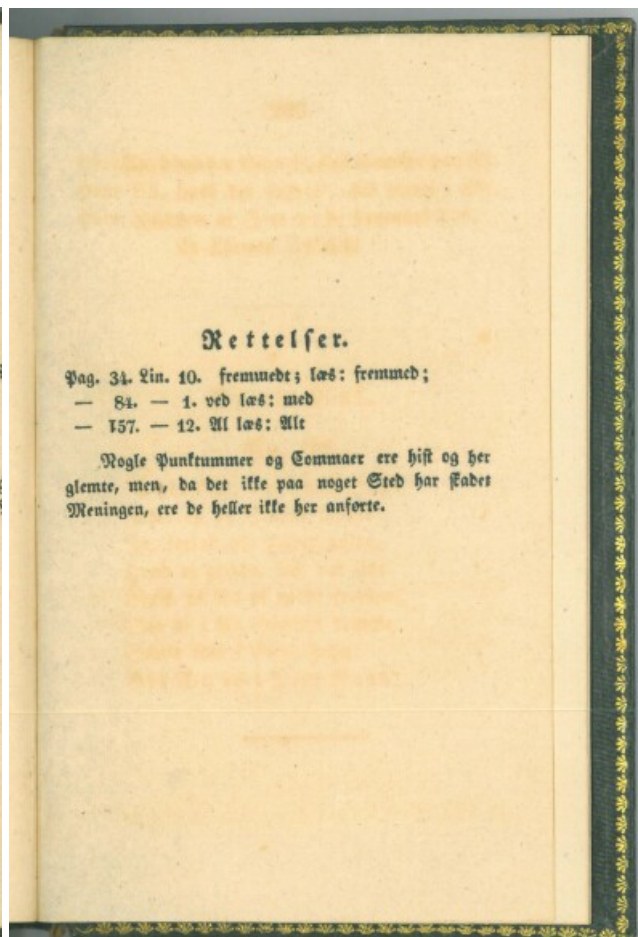 Rettelser.
Pag. 34. Lin. 10. fremmedt; læs: fremmed;
— 84. — 1. ved læs: med
— 157. — 12. Al læs: Alt
Nogle Punktummer og Commaer ere hist og her
glemte, men, da det ikke paa noget Sted har skadet
Meningen, ere de heller ikke her anførte.